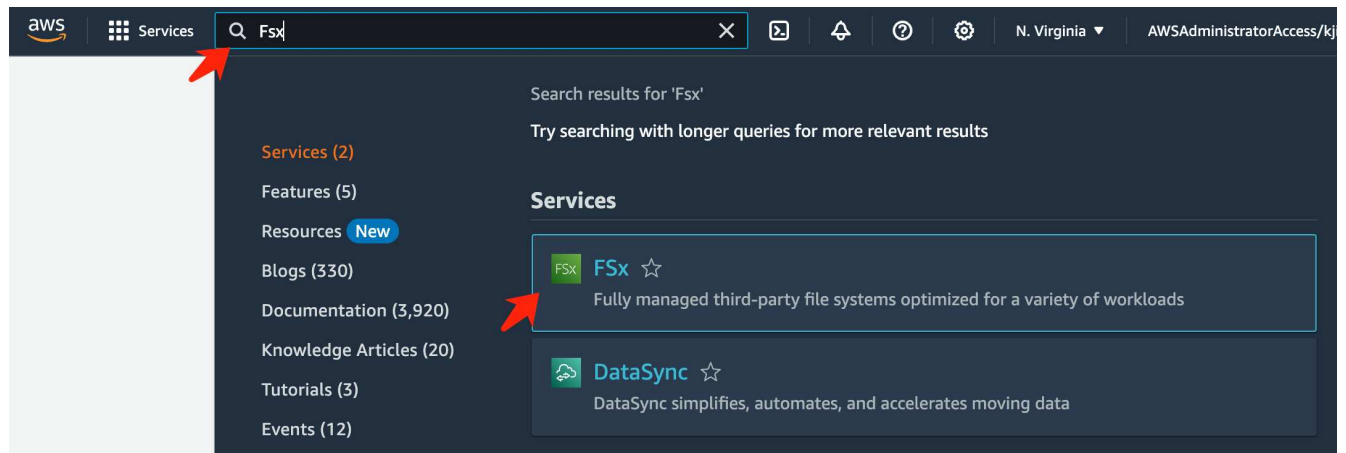 aws Services Fsx N. Virginia ▼ AWSAdministratorAccess/kji
Search results for 'Fsx'
Try searching with longer queries for more relevant results
Services (2)
Features (5)
Resources New
Blogs (330)
Documentation (3,920)
Knowledge Articles (20)
Tutorials (3)
Events (12)
Services
FSx FSx
Fully managed third-party file systems optimized for a variety of workloads
DataSync
DataSync simplifies, automates, and accelerates moving data